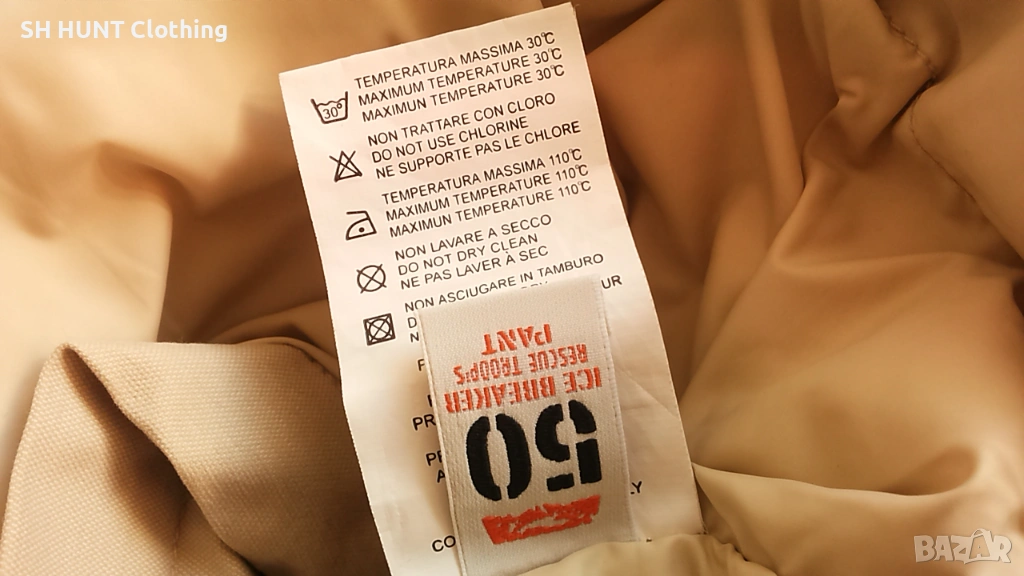 SH HUNT Clothing
30°
TEMPERATURA MASSIMA 30°C
MAXIMUM TEMPERATURE 30°C
MAXIMUN TEMPERATURE 30°C
NON TRATTARE CON CLORO
DO NOT USE CHLORINE
NE SUPPORTE PAS LE CHLORE
TEMPERATURA MASSIMA 110°C
MAXIMUM TEMPERATURE 110°C
MAXIMUN TEMPERATURE 110°C
NON LAVARE A SECCO
DO NOT DRY CLEAN
NE PAS LAVER À SEC
NON ASCIUGARE IN TAMBURO
50
ICE BREAKER
RESCUE TROOPS
PANT
BAZAR